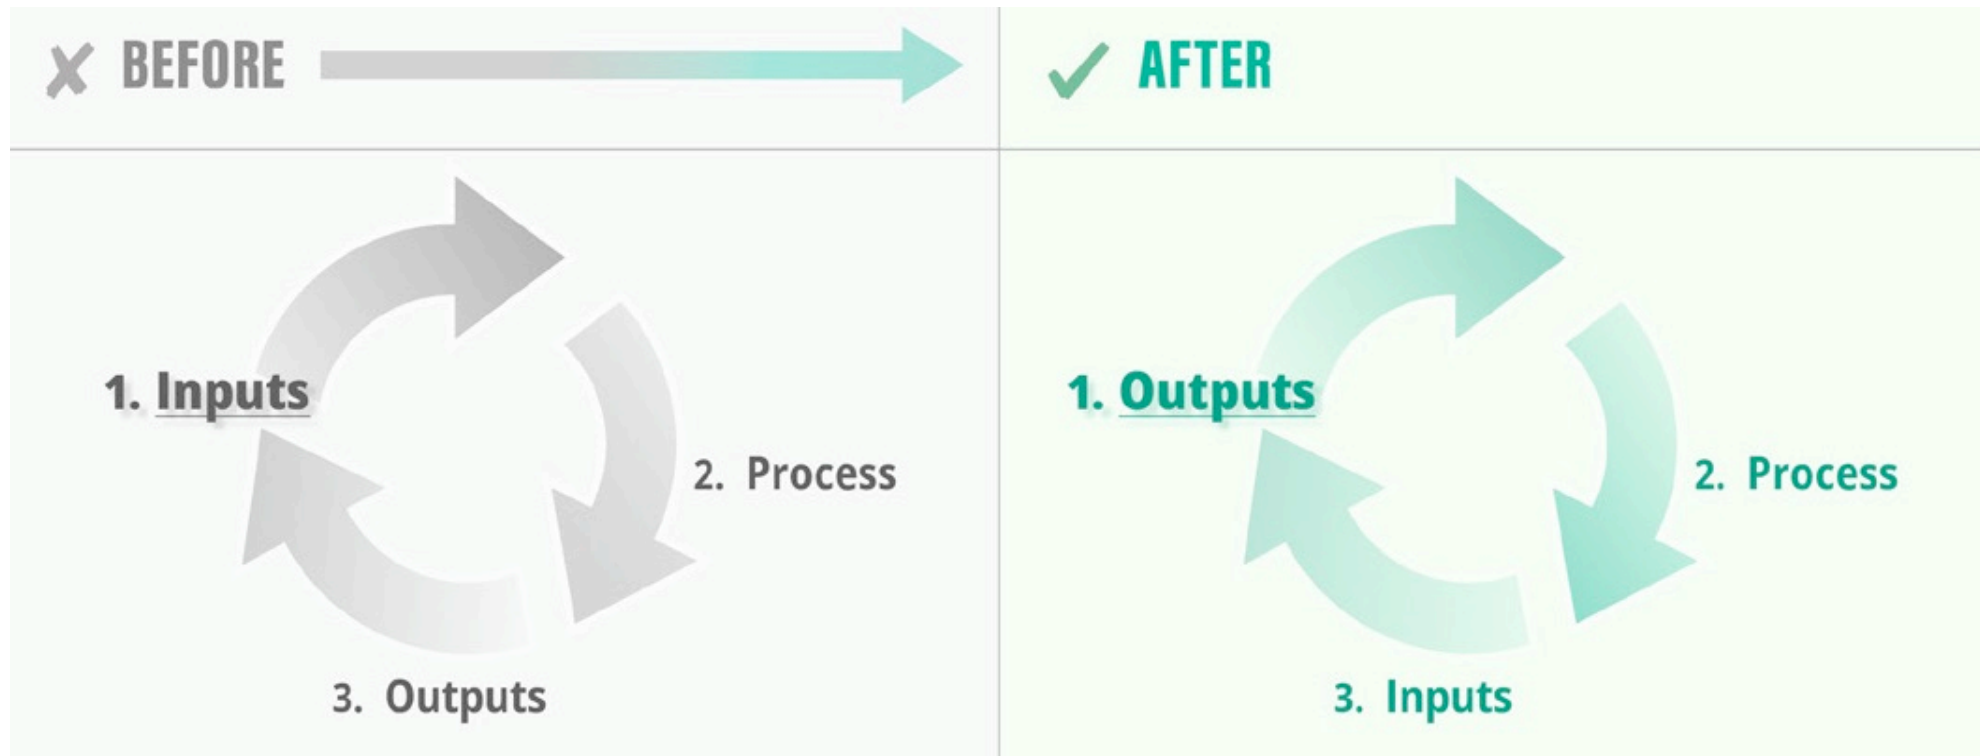 BEFORE
AFTER
1. Inputs
2. Process
3. Outputs
1. Outputs
2. Process
3. Inputs